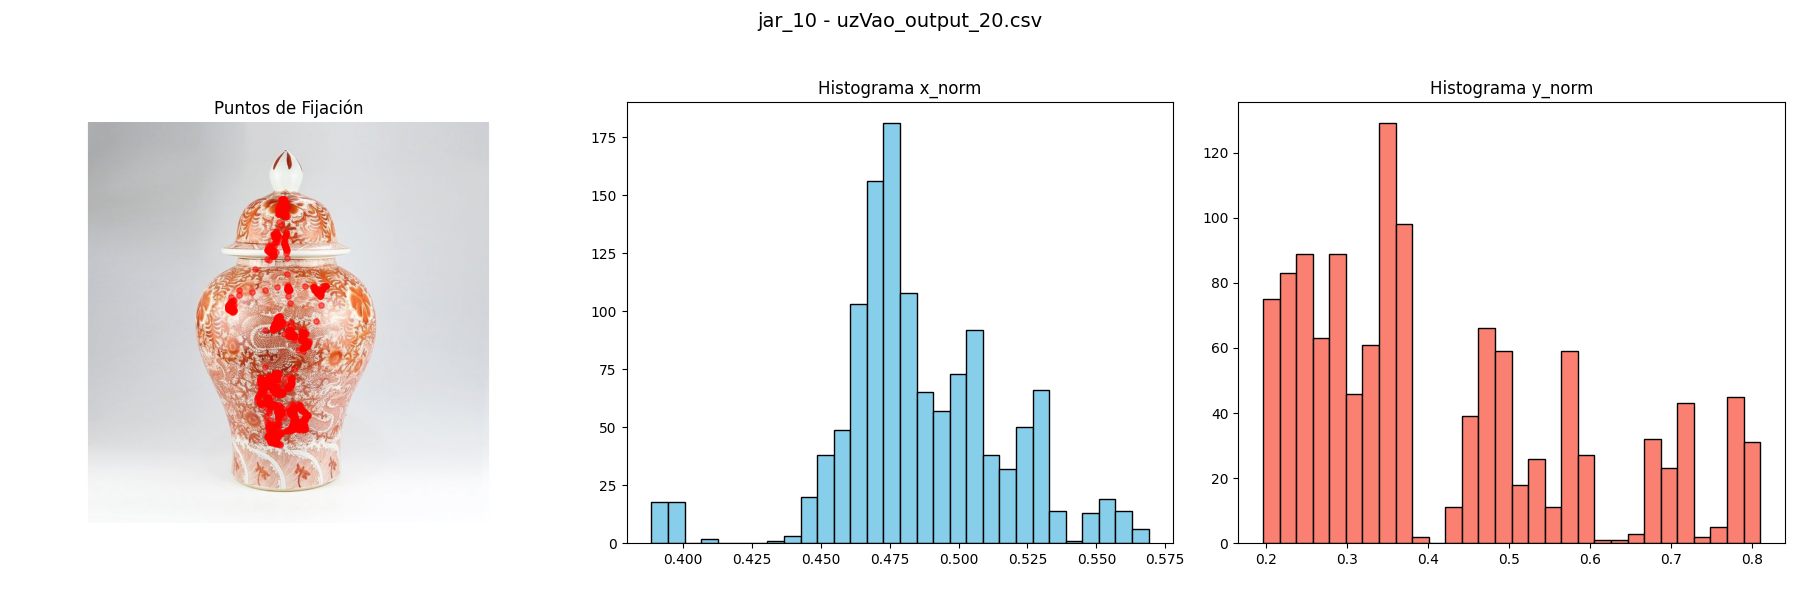 jar_10 - uzVao_output_20.csv
Puntos de Fijación
Histograma x_norm
175
150
125
100
75
50
25
0
0.400 0.425 0.450 0.475 0.500 0.525 0.550 0.575
Histograma y_norm
120
100
80
60
40
20
0
0.2 0.3 0.4 0.5 0.6 0.7 0.8